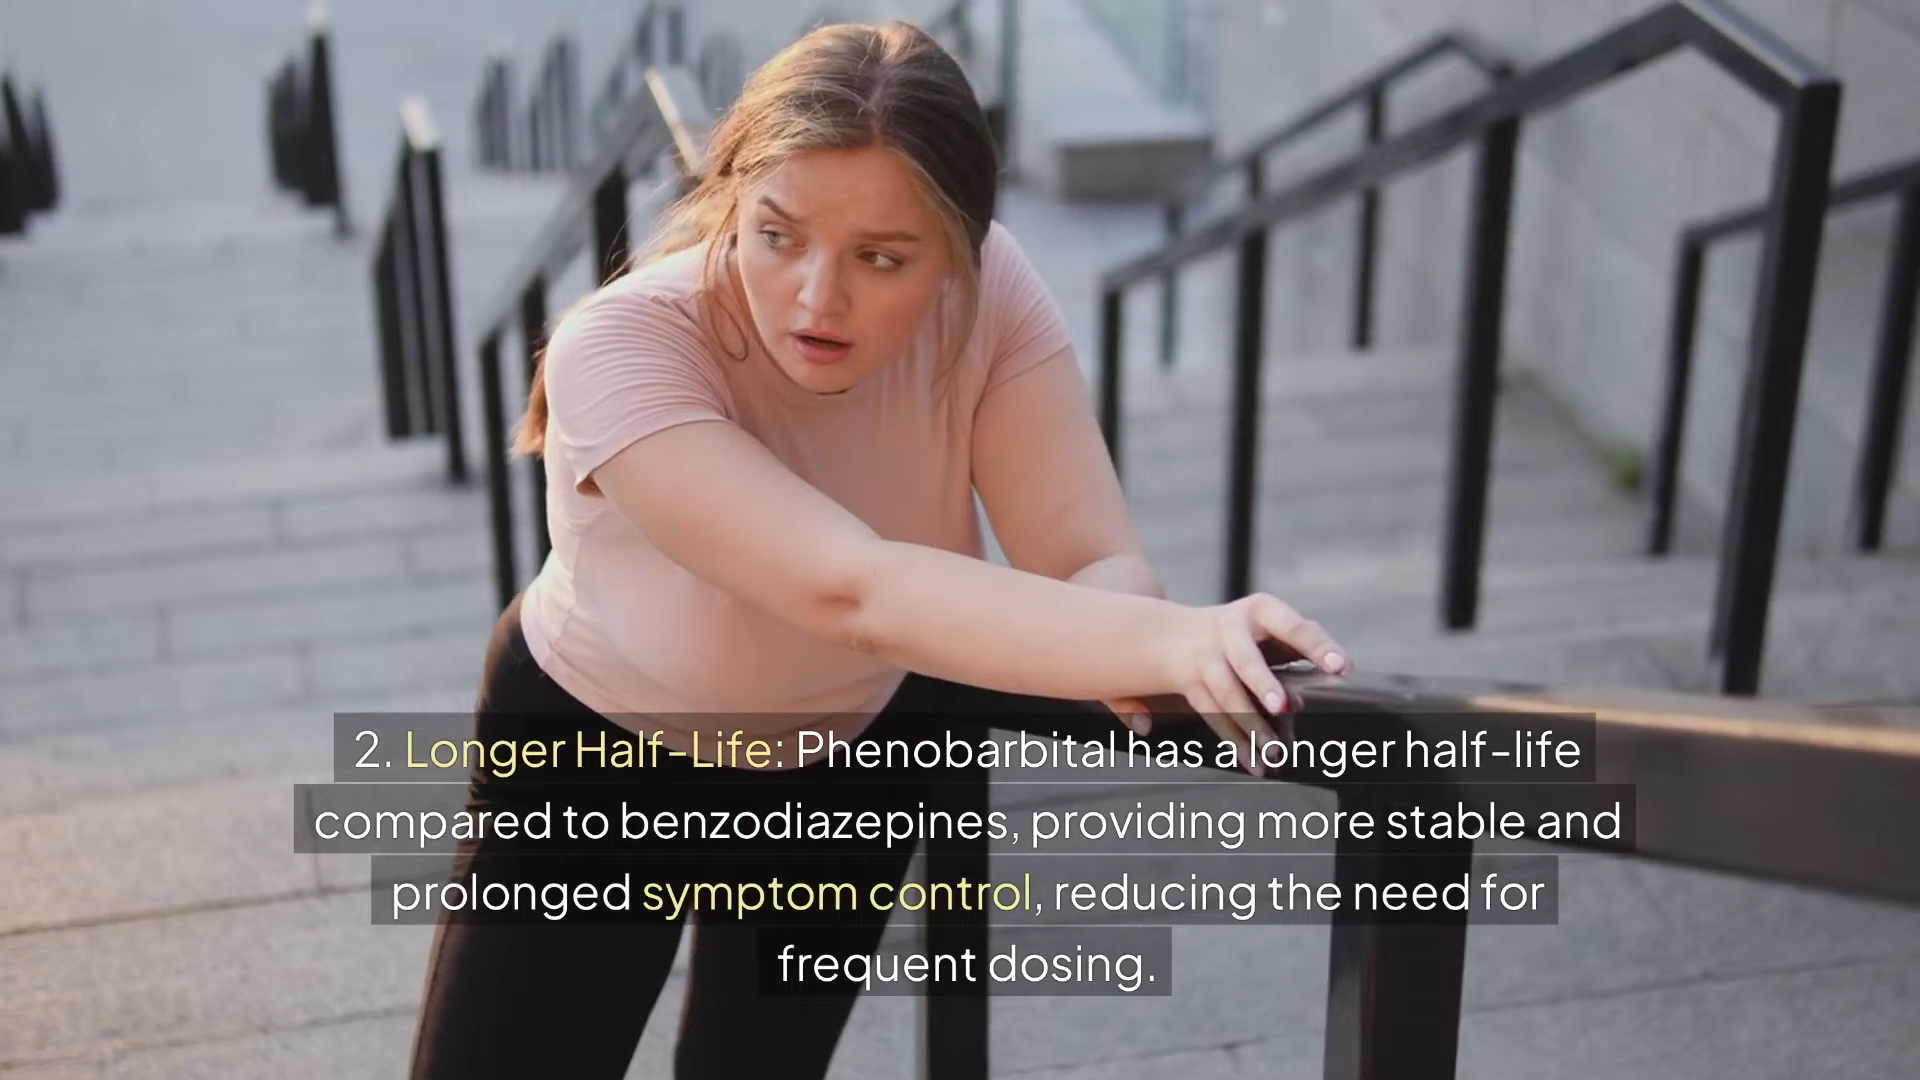 2. Longer Half-Life: Phenobarbital has a longer half-life
compared to benzodiazepines, providing more stable and
prolonged symptom control, reducing the need for
frequent dosing.